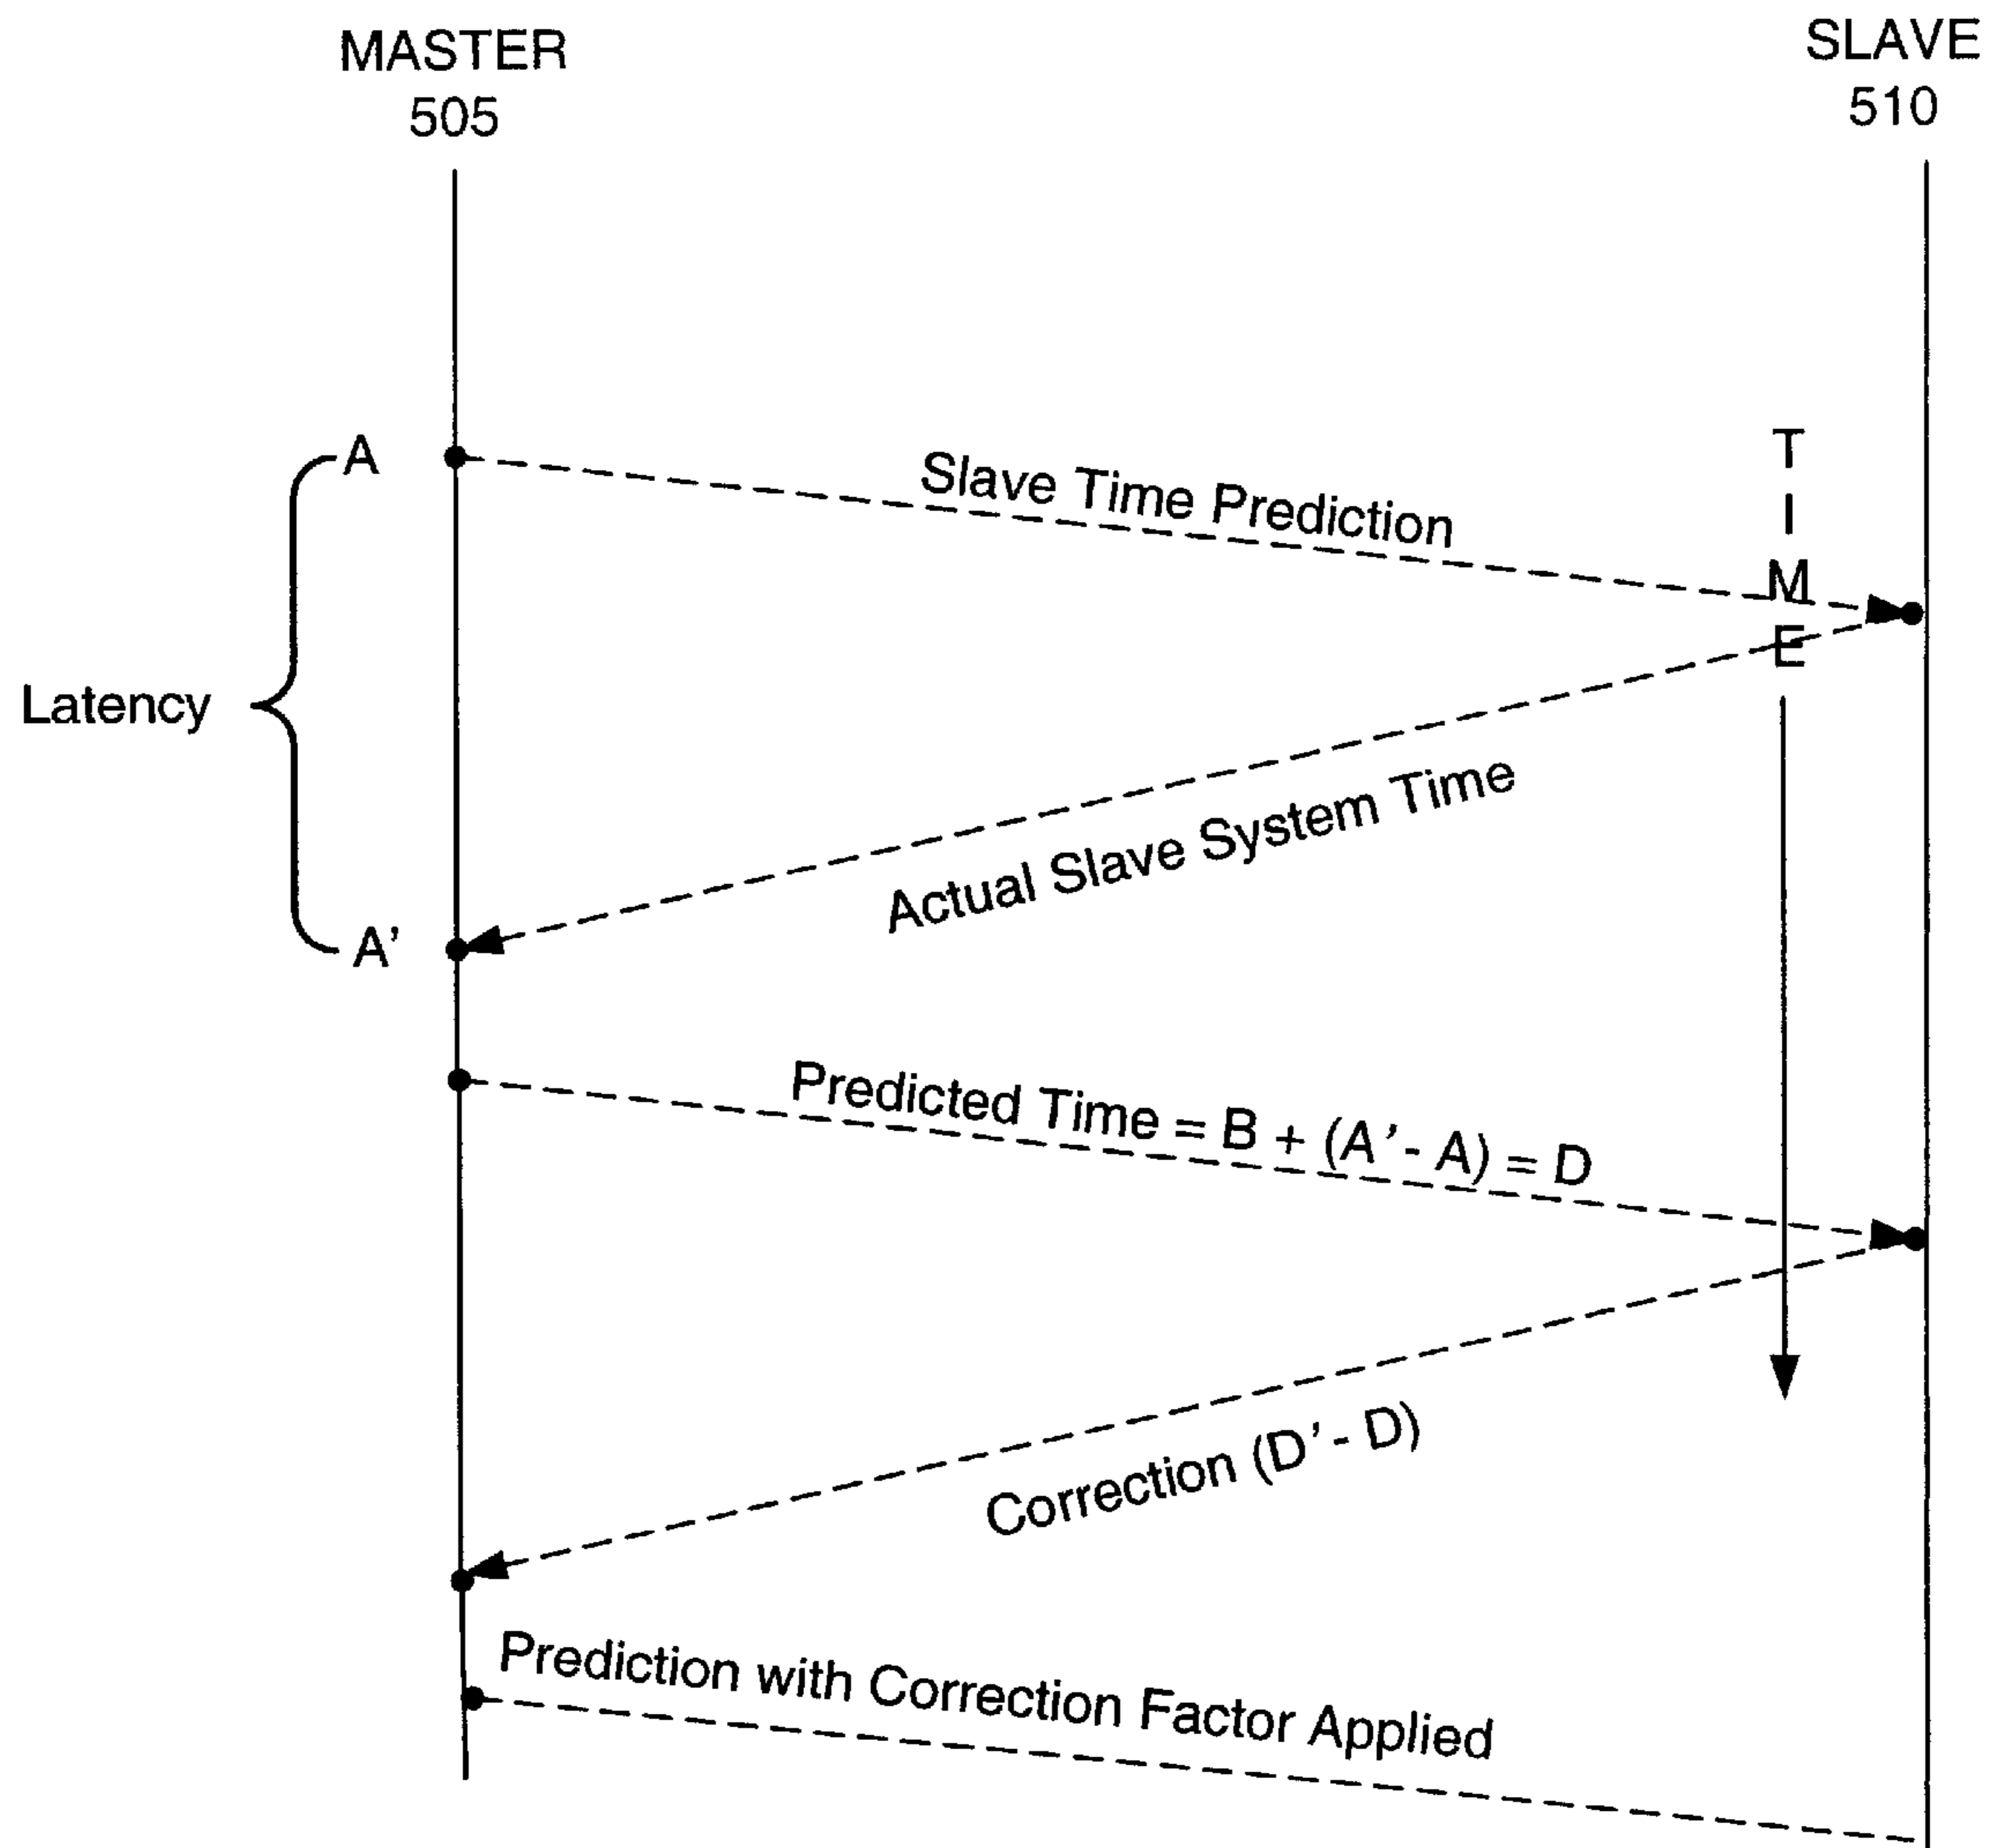 MASTER
505
SLAVE
510
A
Slave Time Prediction
T
I
M
E
Latency
Actual Slave System Time
A'
Predicted Time = B + (A' - A) = D
Correction (D' - D)
Prediction with Correction Factor Applied